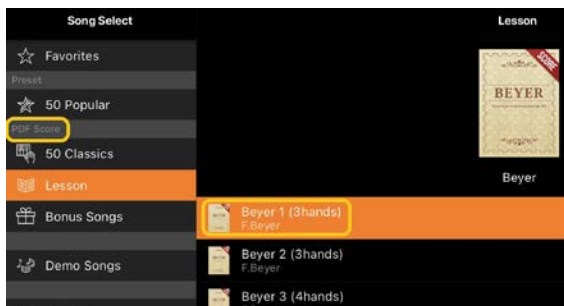 Song Select
Lesson
Favorites
Preset
50 Popular
PDF Score
50 Classics
Lesson
Bonus Songs
Demo Songs
SCORE
BEYER
Beyer
Beyer 1 (3hands)
F.Beyer
Beyer 2 (3hands)
F.Beyer
Beyer 3 (4hands)